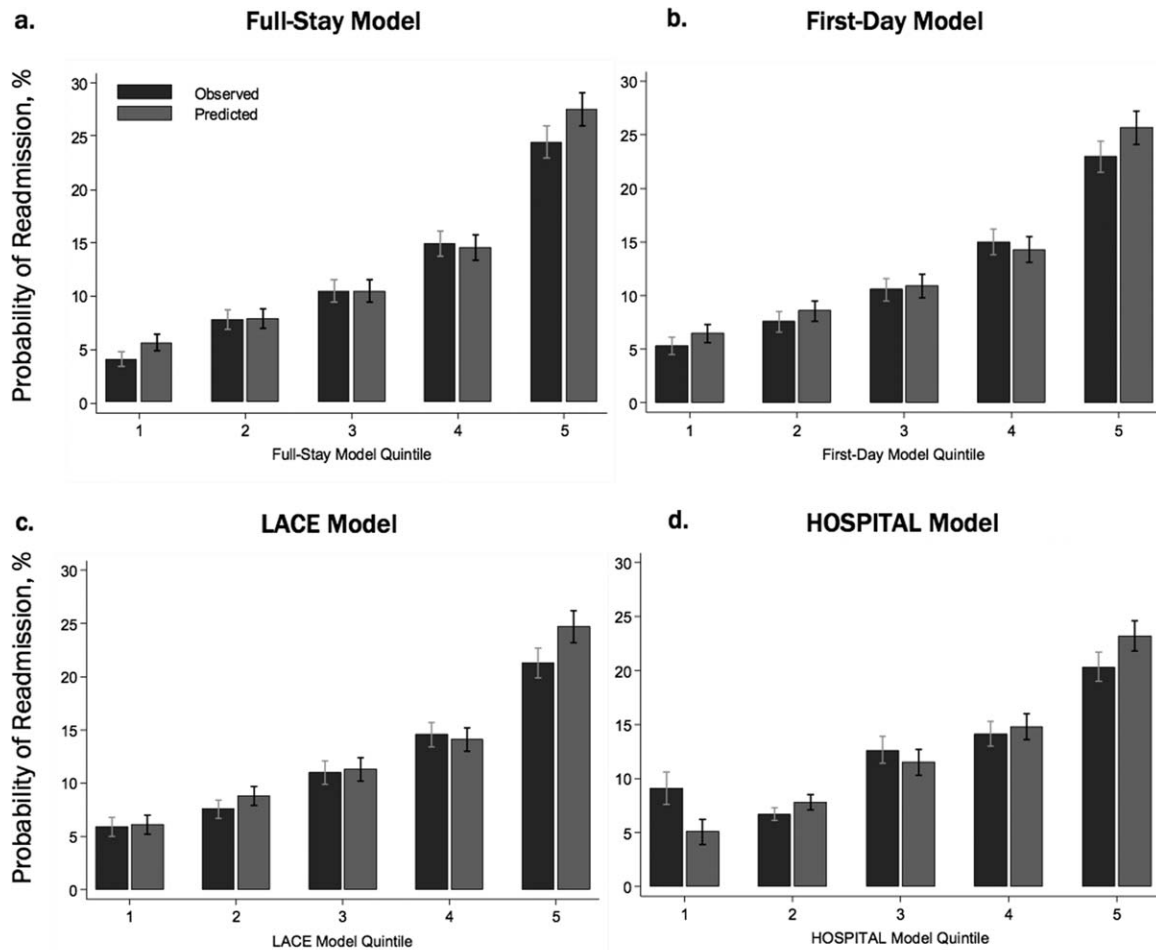 a.
Full-Stay Model
Probability of Readmission, %
30
25
20
15
10
5
0
Observed
Predicted
1 2 3 4 5
Full-Stay Model Quintile
b.
First-Day Model
30
25
20
15
10
5
0
1 2 3 4 5
First-Day Model Quintile
c.
LACE Model
Probability of Readmission, %
30
25
20
15
10
5
0
1 2 3 4 5
LACE Model Quintile
d.
HOSPITAL Model
30
25
20
15
10
5
0
1 2 3 4 5
HOSPITAL Model Quintile